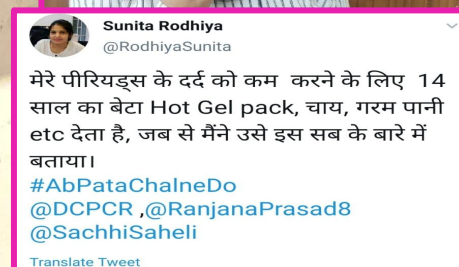 Sunita Rodhiya
@RodhiyaSunita
मेरे पीरियड्स के दर्द को कम करने के लिए 14
साल का बेटा Hot Gel pack, चाय, गरम पानी
etc देता है, जब से मैंने उसे इस सब के बारे में
बताया।
#AbPataChalneDo
@DCPCR ,@RanjanaPrasad8
@SachhiSaheli
Translate Tweet